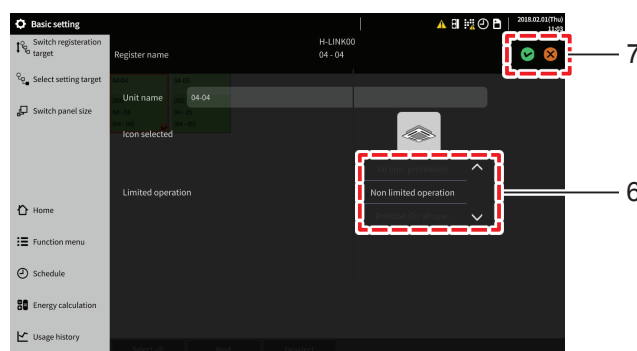 Basic setting
2018.02.01(Thu)
11:03
Switch registeration
target
Register name
H-LINK00
04 - 04
7
Select setting target
Unit name
04-04
Switch panel size
Icon selected
Limited operation
Non limited operation
6
Home
Function menu
Schedule
Energy calculation
Usage history